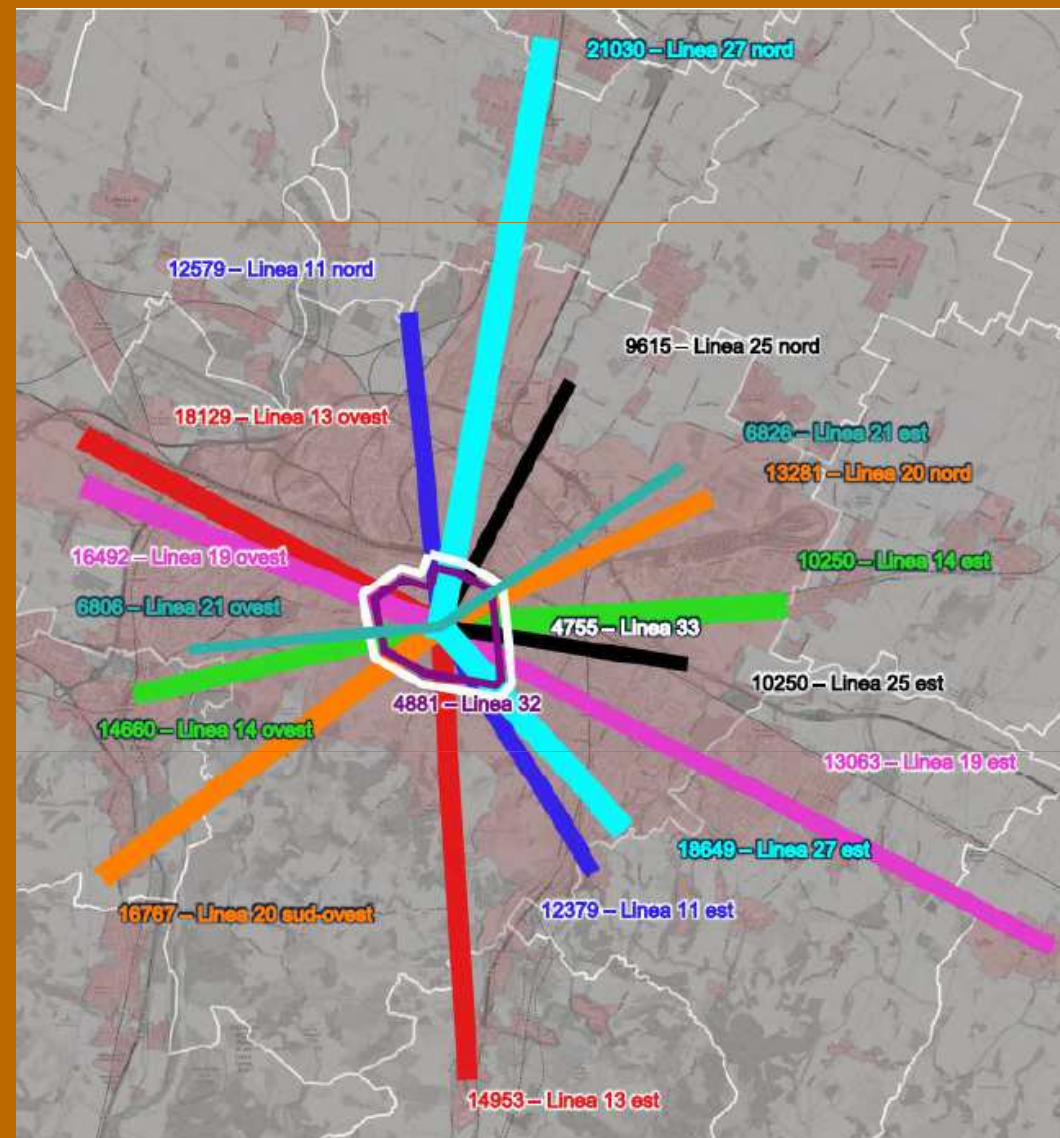 21030 – Linea 27 nord
12579 – Linea 11 nord
9615 – Linea 25 nord
18129 – Linea 13 ovest
6826 – Linea 21 est
13281 – Linea 20 nord
16492 – Linea 19 ovest
10250 – Linea 14 est
6806 – Linea 21 ovest
4755 – Linea 33
10250 – Linea 25 est
4881 – Linea 32
14660 – Linea 14 ovest
13063 – Linea 19 est
18649 – Linea 27 est
16767 – Linea 20 sud-ovest
12379 – Linea 11 est
14953 – Linea 13 est